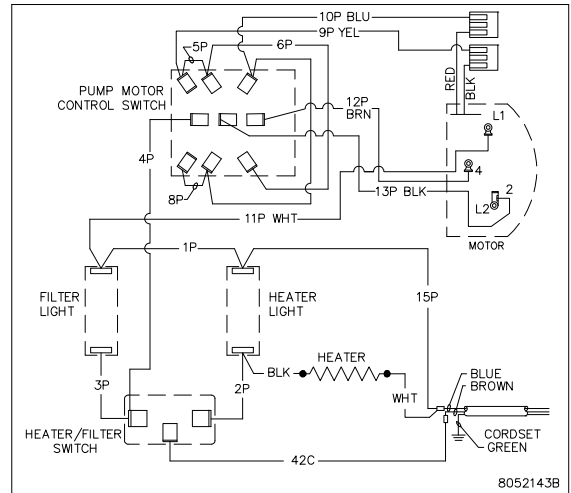 10P BLU
9P YEL
5P
6P
PUMP MOTOR
CONTROL SWITCH
RED
BLK
12P
BRN
L1
4P
4
8P
13P BLK
2
L2
11P WHT
MOTOR
1P
FILTER
LIGHT
HEATER
LIGHT
15P
HEATER
BLK
BLUE
BROWN
3P
2P
WHT
HEATER/FILTER
SWITCH
CORDSET
GREEN
42C
8052143B